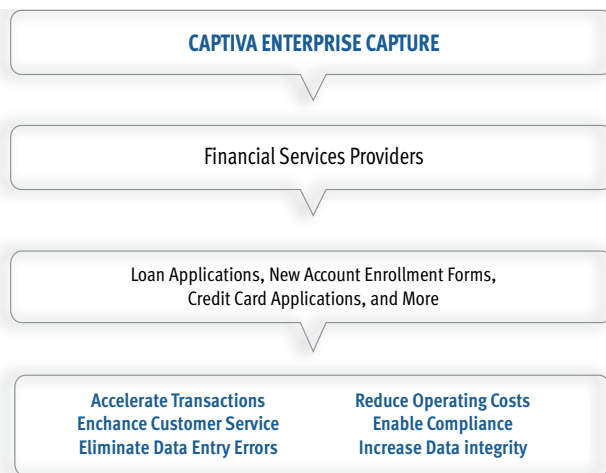 CAPTIVA ENTERPRISE CAPTURE
Financial Services Providers
Loan Applications, New Account Enrollment Forms,
Credit Card Applications, and More
Accelerate Transactions
Enchance Customer Service
Eliminate Data Entry Errors
Reduce Operating Costs
Enable Compliance
Increase Data integrity